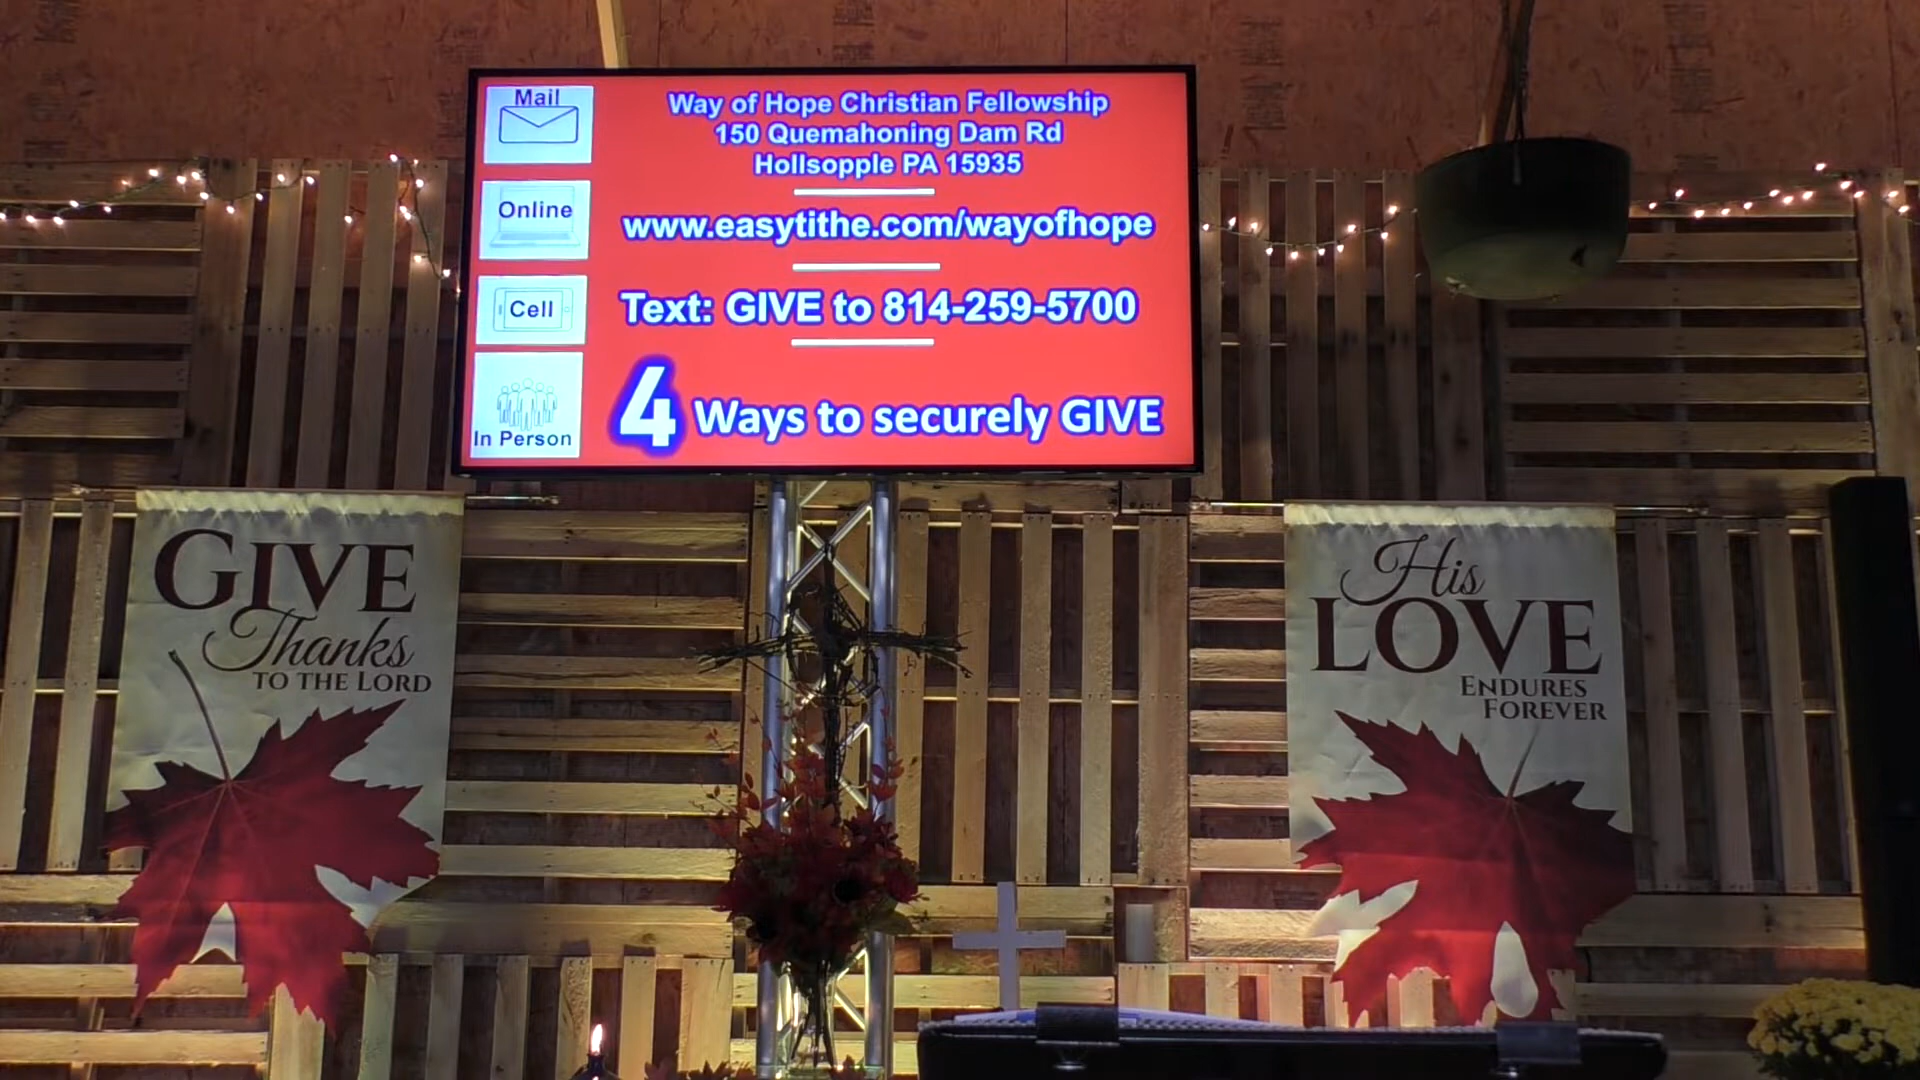 Mail
Way of Hope Christian Fellowship
150 Quemahoning Dam Rd
Hollsopple PA 15935
Online
www.easytithe.com/wayofhope
Cell
Text: GIVE to 814-259-5700
In Person
4 Ways to securely GIVE
GIVE
Thanks
TO THE LORD
His
LOVE
ENDURES
FOREVER